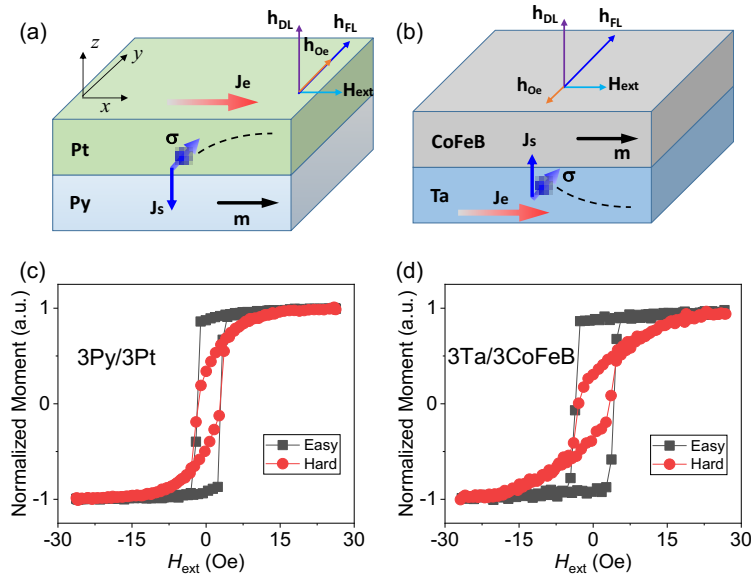 (a)
z
y
x
h_DL
h_FL
h_Oe
H_ext
J_e
Pt
σ
Py
J_s
m
(b)
h_DL
h_FL
h_Oe
H_ext
CoFeB
J_s
m
σ
Ta
J_e
(c)
Normalized Moment (a.u.)
1
0
-1
3Py/3Pt
Easy
Hard
-30 -15 0 15 30
H_ext (Oe)
(d)
Normalized Moment (a.u.)
1
0
-1
3Ta/3CoFeB
Easy
Hard
-30 -15 0 15 30
H_ext (Oe)